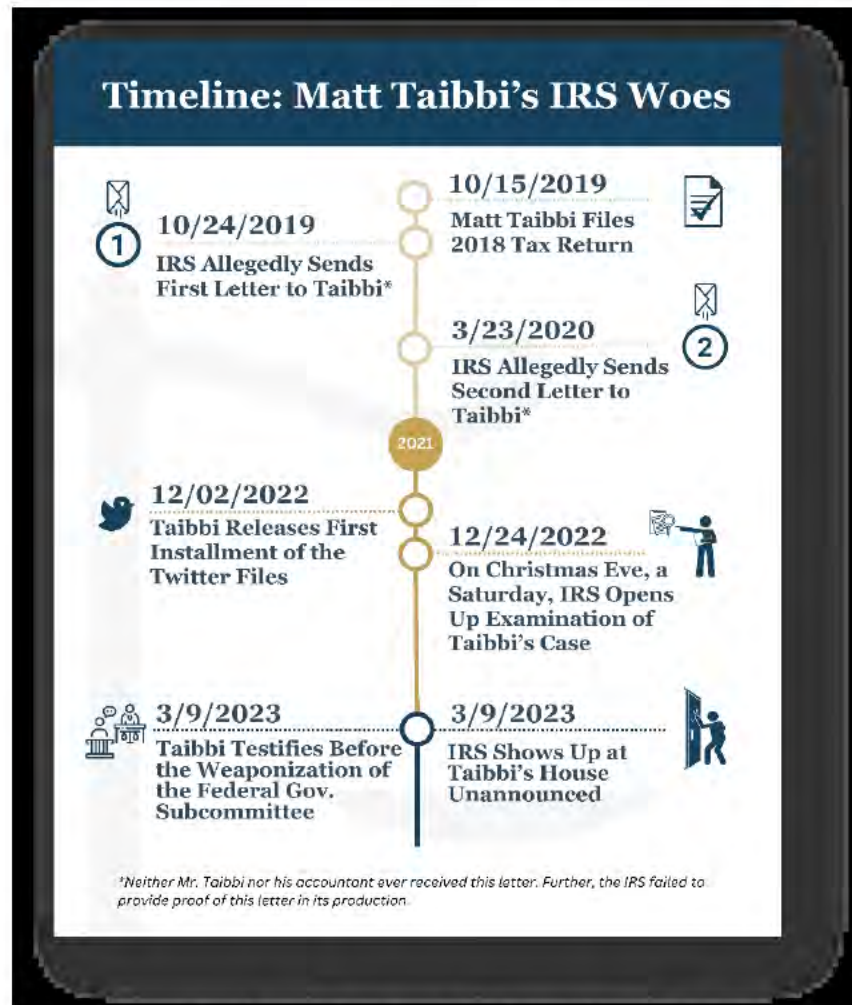 Timeline: Matt Taibbi's IRS Woes
10/15/2019
Matt Taibbi Files
2018 Tax Return
1
10/24/2019
IRS Allegedly Sends
First Letter to Taibbi*
3/23/2020
IRS Allegedly Sends
Second Letter to
Taibbi*
2
2021
12/02/2022
Taibbi Releases First
Installment of the
Twitter Files
12/24/2022
On Christmas Eve, a
Saturday, IRS Opens
Up Examination of
Taibbi's Case
3/9/2023
Taibbi Testifies Before
the Weaponization of
the Federal Gov.
Subcommittee
3/9/2023
IRS Shows Up at
Taibbi's House
Unannounced
*Neither Mr. Taibbi nor his accountant ever received this letter. Further, the IRS failed to
provide proof of this letter in its production.